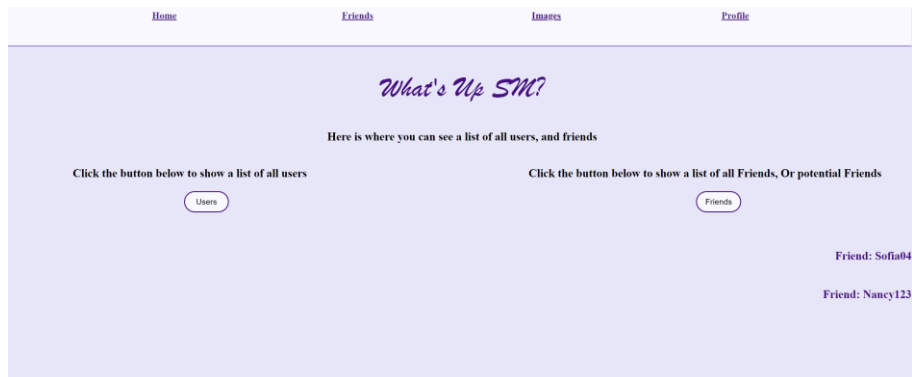 Home Friends Images Profile
What's Up SM?
Here is where you can see a list of all users, and friends
Click the button below to show a list of all users
Users
Click the button below to show a list of all Friends, Or potential Friends
Friends
Friend: Sofia04
Friend: Nancy123